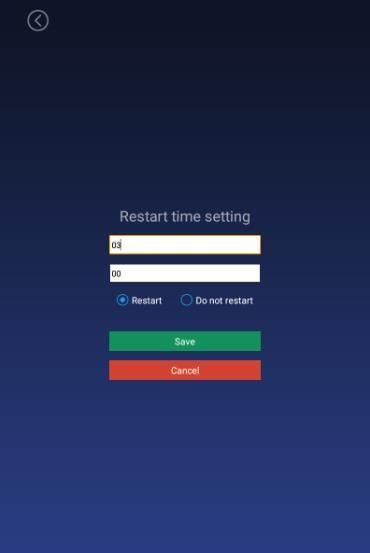 Restart time setting
03
00
Restart Do not restart
Save
Cancel